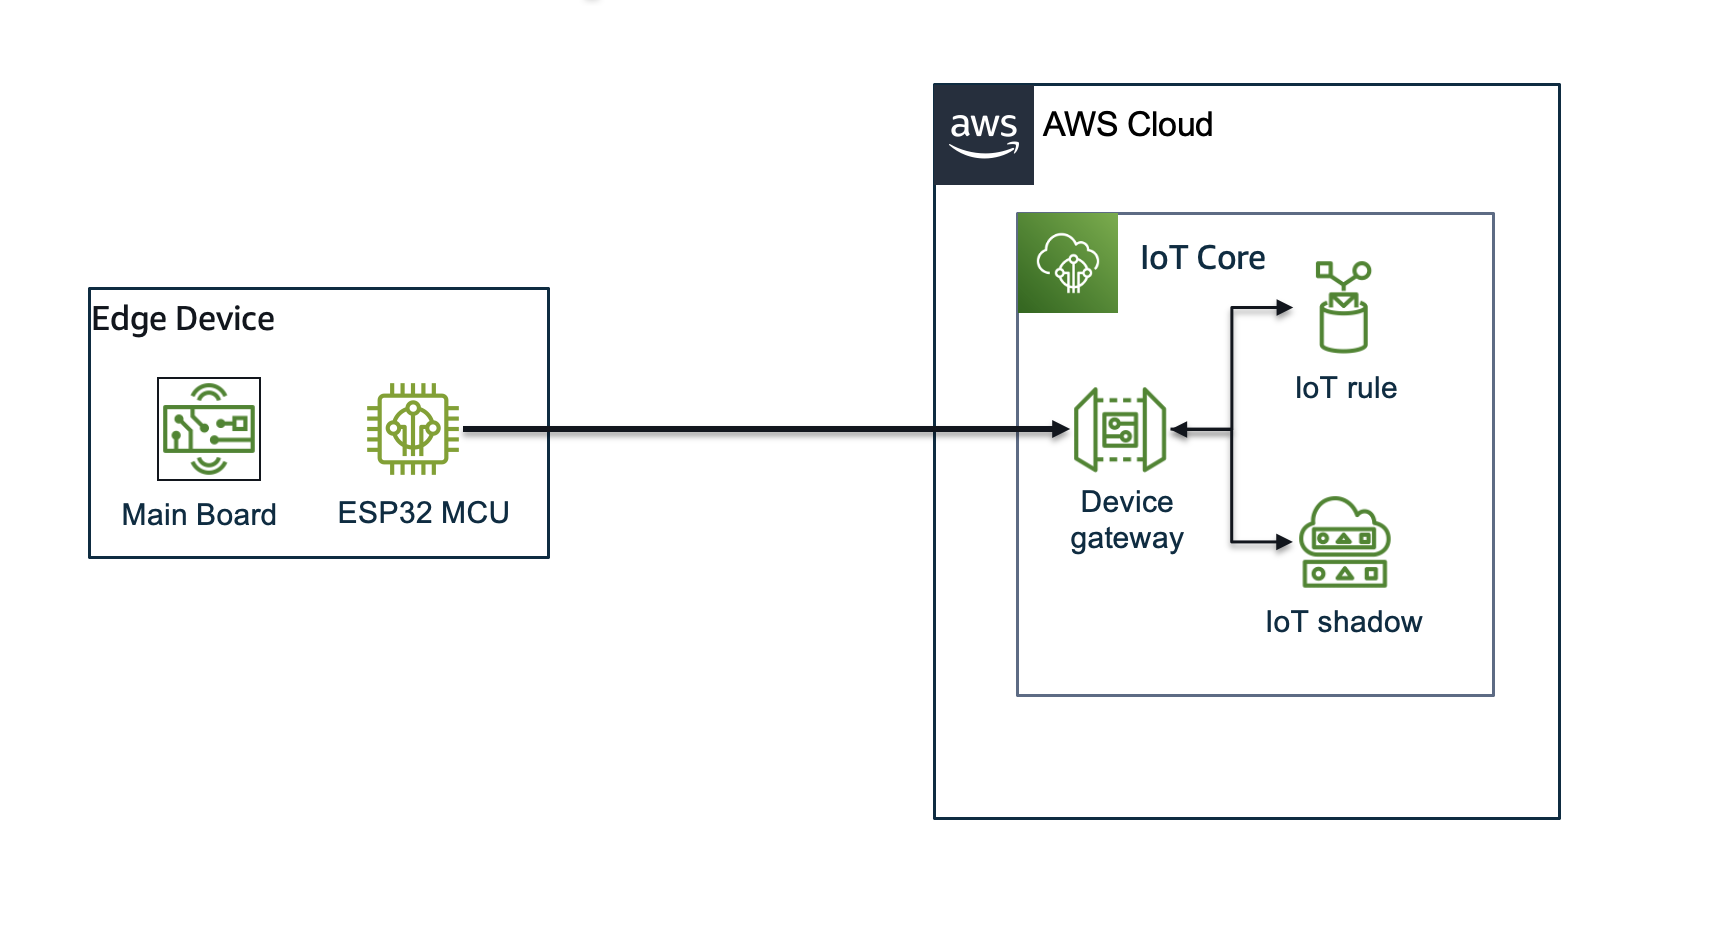 aws
AWS Cloud
IoT Core
IoT rule
Edge Device
Main Board
ESP32 MCU
Device
gateway
IoT shadow